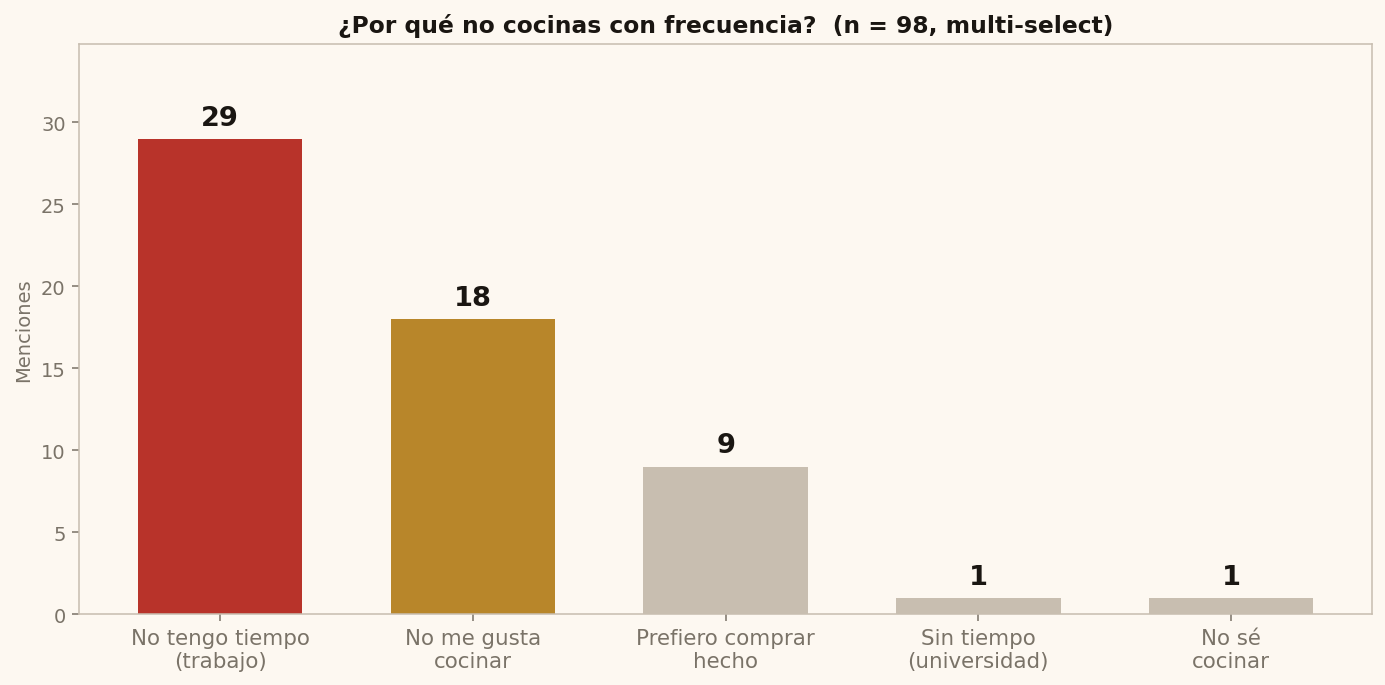 ¿Por qué no cocinas con frecuencia?  (n = 98, multi-select)
Menciones
30
25
20
15
10
5
0
29
18
9
1
1
No tengo tiempo
(trabajo)
No me gusta
cocinar
Prefiero comprar
hecho
Sin tiempo
(universidad)
No sé
cocinar